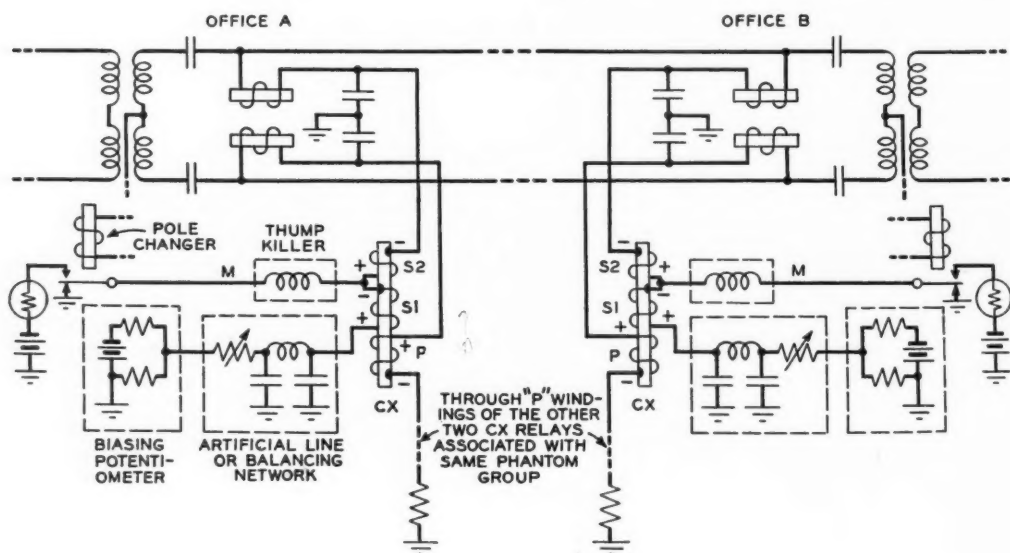 OFFICE A
OFFICE B
POLE
CHANGER
THUMP
KILLER
M
+
-
-
+
+
-
S2
S1
P
CX
BIASING
POTENTI-
OMETER
ARTIFICIAL LINE
OR BALANCING
NETWORK
THROUGH "P" WIND-
INGS OF THE OTHER
TWO CX RELAYS
ASSOCIATED WITH
SAME PHANTOM
GROUP
-
+
-
+
+
-
S2
S1
P
CX
M